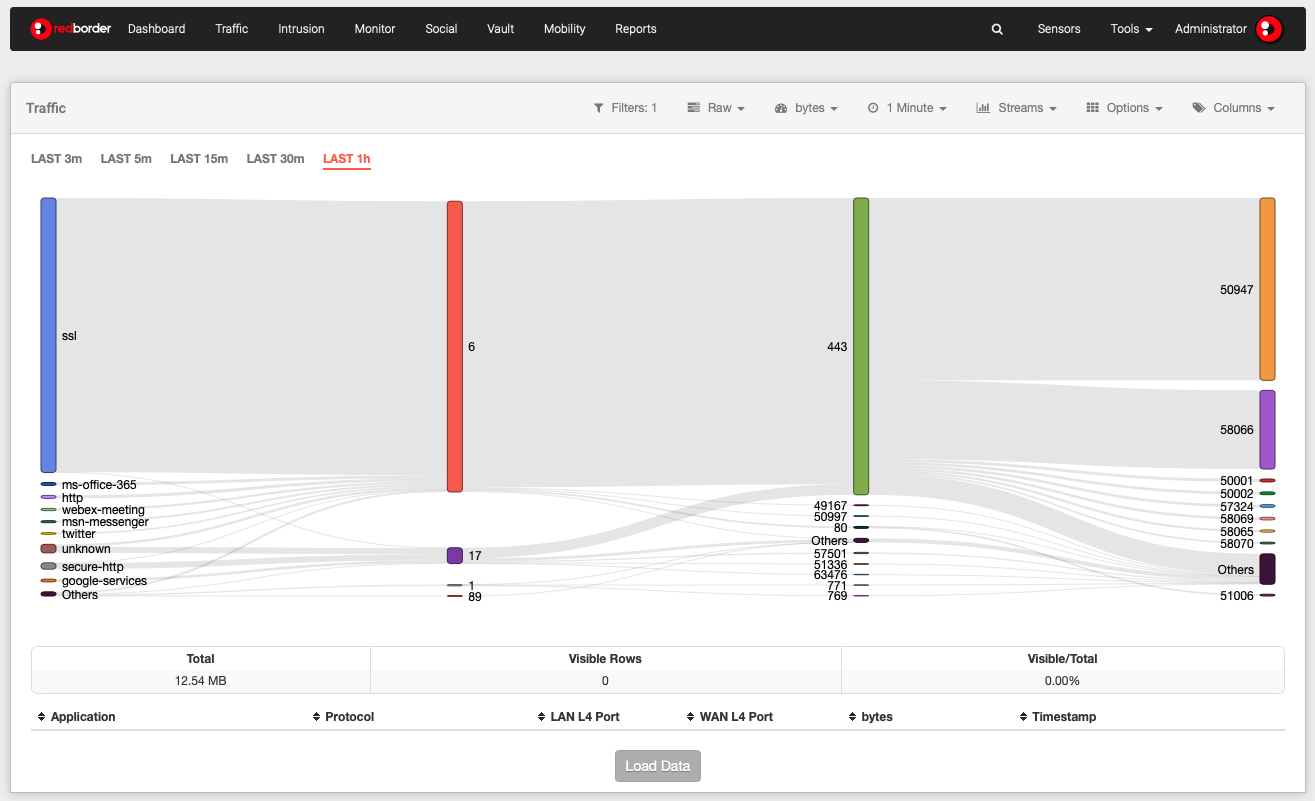 redborder Dashboard Traffic Intrusion Monitor Social Vault Mobility Reports Sensors Tools Administrator
Traffic Filters: 1 Raw bytes 1 Minute Streams Options Columns
LAST 3m LAST 5m LAST 15m LAST 30m LAST 1h
ssl
ms-office-365
http
webex-meeting
msn-messenger
twitter
unknown
secure-http
google-services
Others
6
17
1
89
443
49167
50997
80
Others
57501
51336
63476
771
769
50947
58066
50001
50002
57324
58069
58065
58070
Others
51006
Total Visible Rows Visible/Total
12.54 MB 0 0.00%
Application Protocol LAN L4 Port WAN L4 Port bytes Timestamp
Load Data